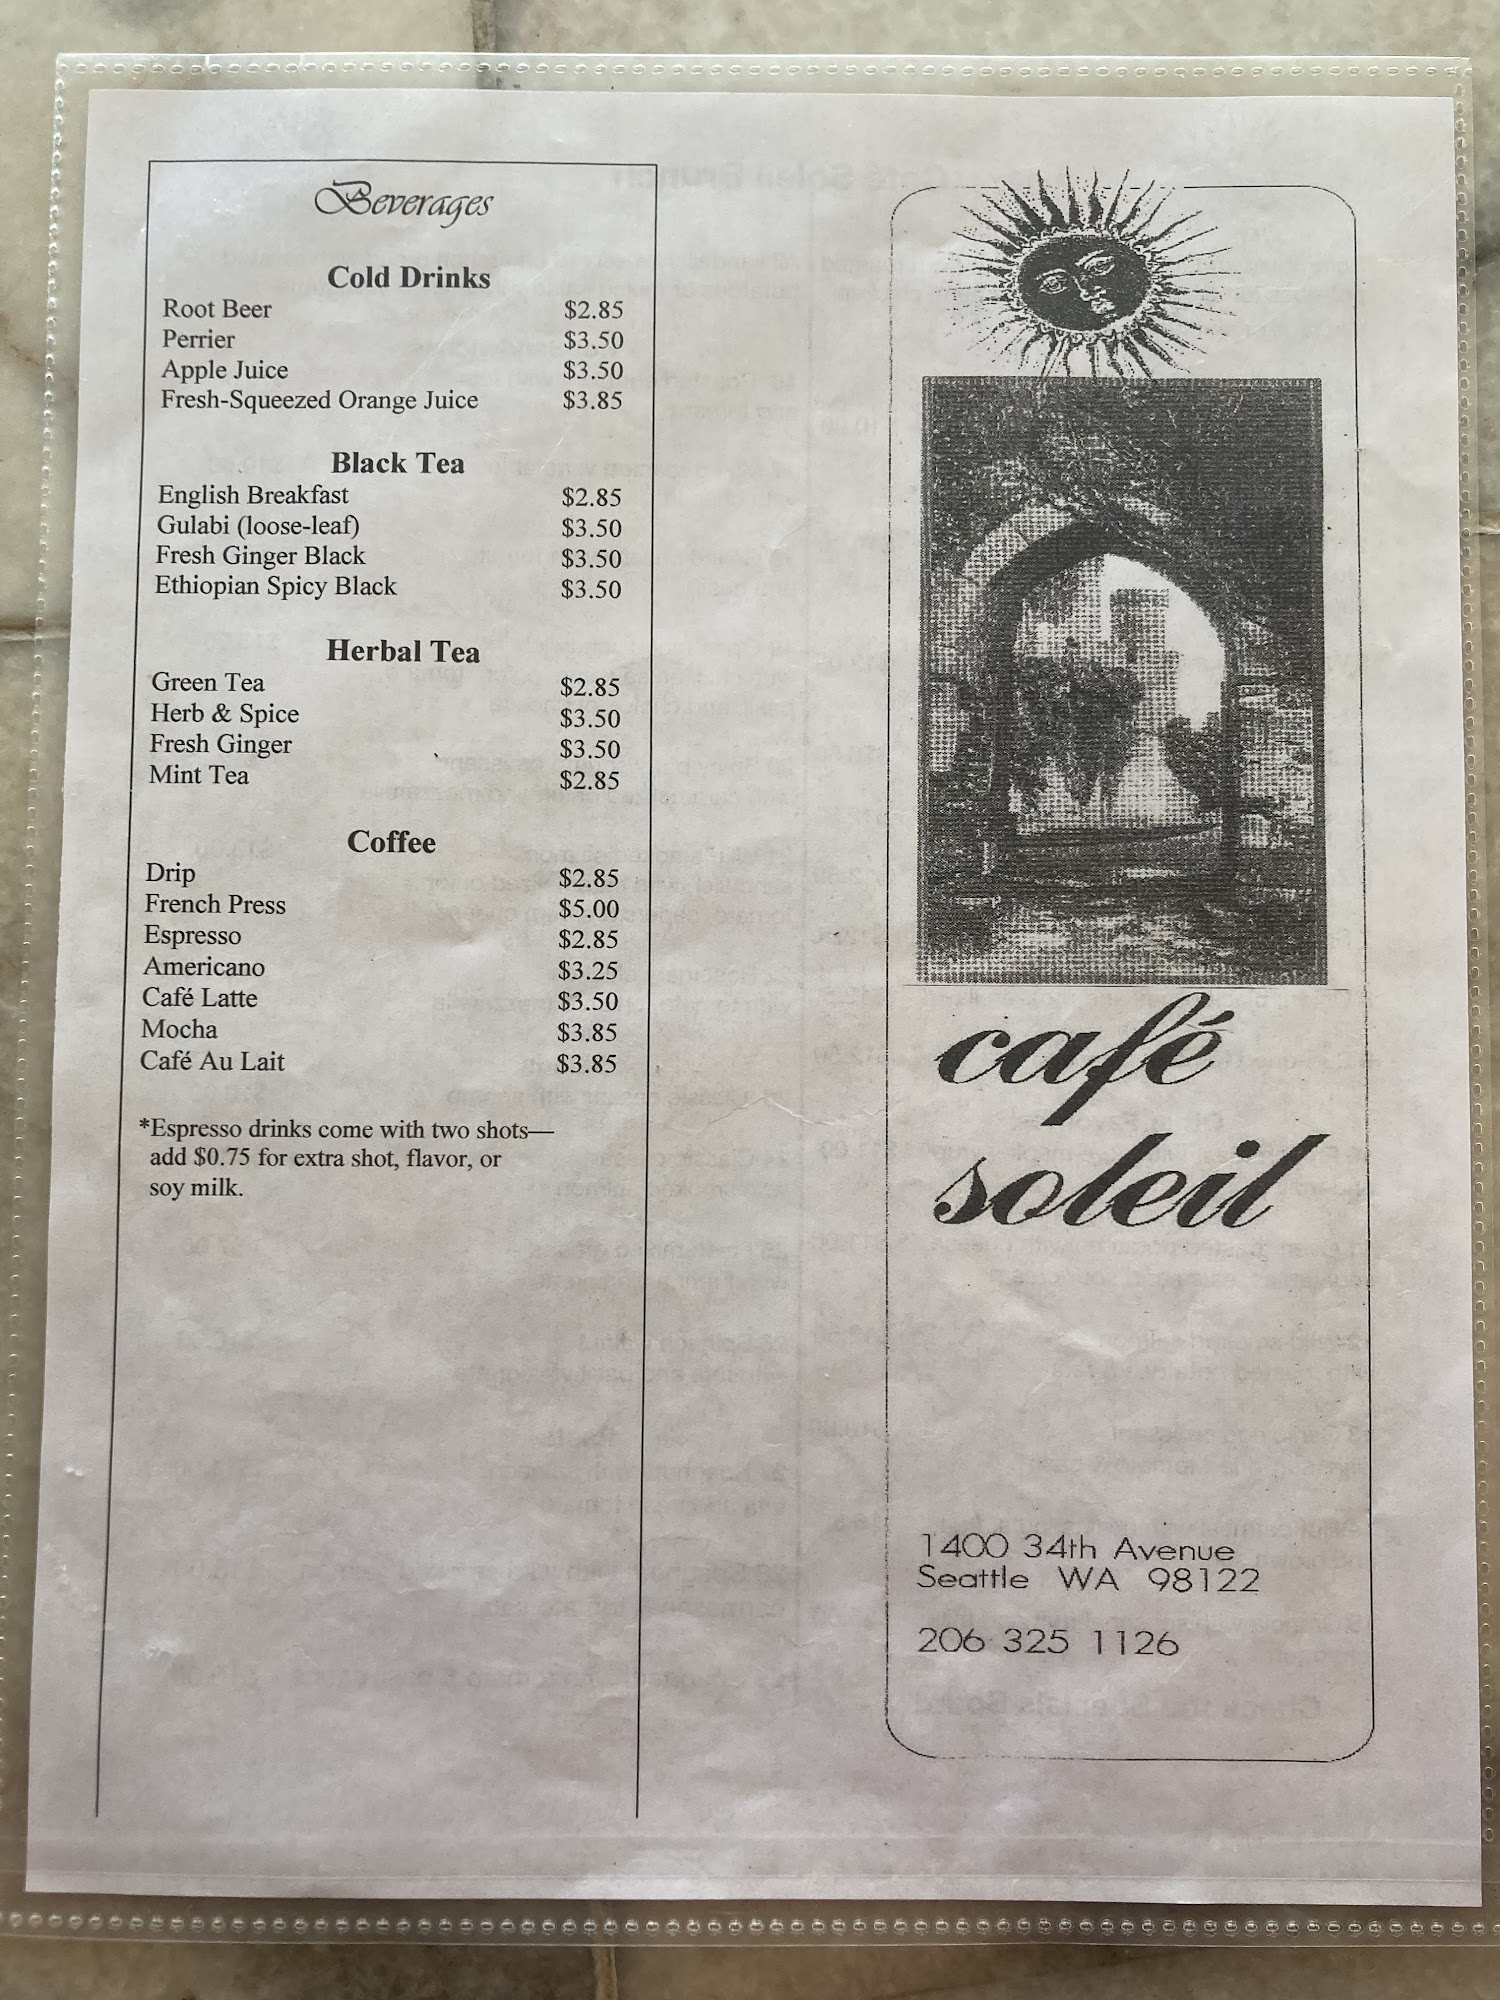 Beverages
Cold Drinks
Root Beer $2.85
Perrier $3.50
Apple Juice $3.50
Fresh-Squeezed Orange Juice $3.85
Black Tea
English Breakfast $2.85
Gulabi (loose-leaf) $3.50
Fresh Ginger Black $3.50
Ethiopian Spicy Black $3.50
Herbal Tea
Green Tea $2.85
Herb & Spice $3.50
Fresh Ginger $3.50
Mint Tea $2.85
Coffee
Drip $2.85
French Press $5.00
Espresso $2.85
Americano $3.25
Café Latte $3.50
Mocha $3.85
Café Au Lait $3.85
*Espresso drinks come with two shots—
add $0.75 for extra shot, flavor, or
soy milk.
café
soleil
1400 34th Avenue
Seattle WA 98122
206 325 1126